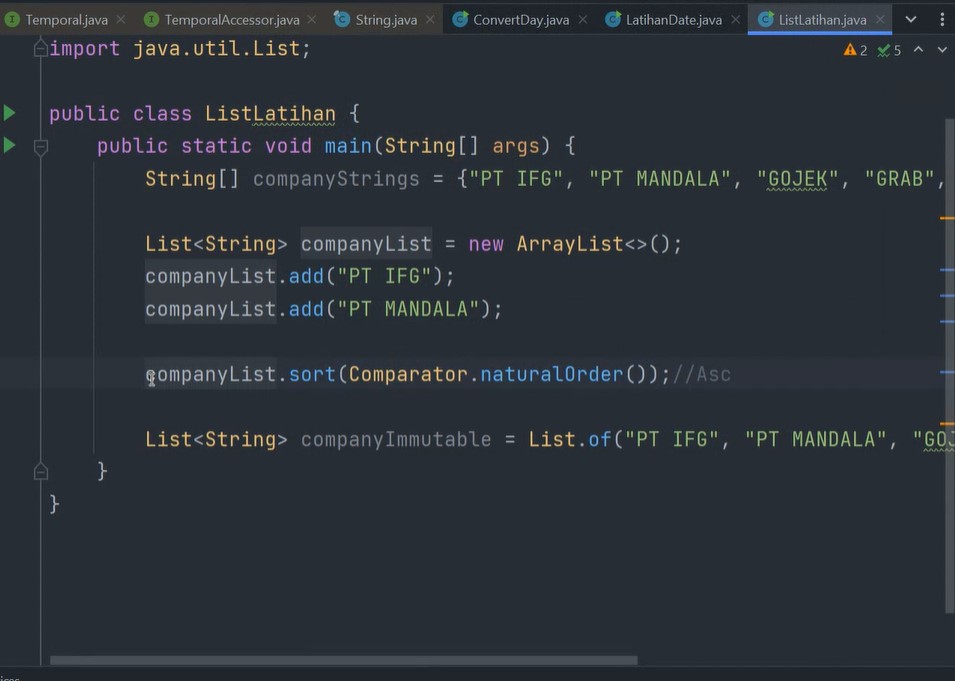 Temporal.java TemporalAccessor.java String.java ConvertDay.java LatihanDate.java ListLatihan.java
import java.util.List;
2 5
public class ListLatihan {
public static void main(String[] args) {
String[] companyStrings = {"PT IFG", "PT MANDALA", "GOJEK", "GRAB",
List<String> companyList = new ArrayList<>();
companyList.add("PT IFG");
companyList.add("PT MANDALA");
companyList.sort(Comparator.naturalOrder());//Asc
List<String> companyImmutable = List.of("PT IFG", "PT MANDALA", "GOJ
}
}